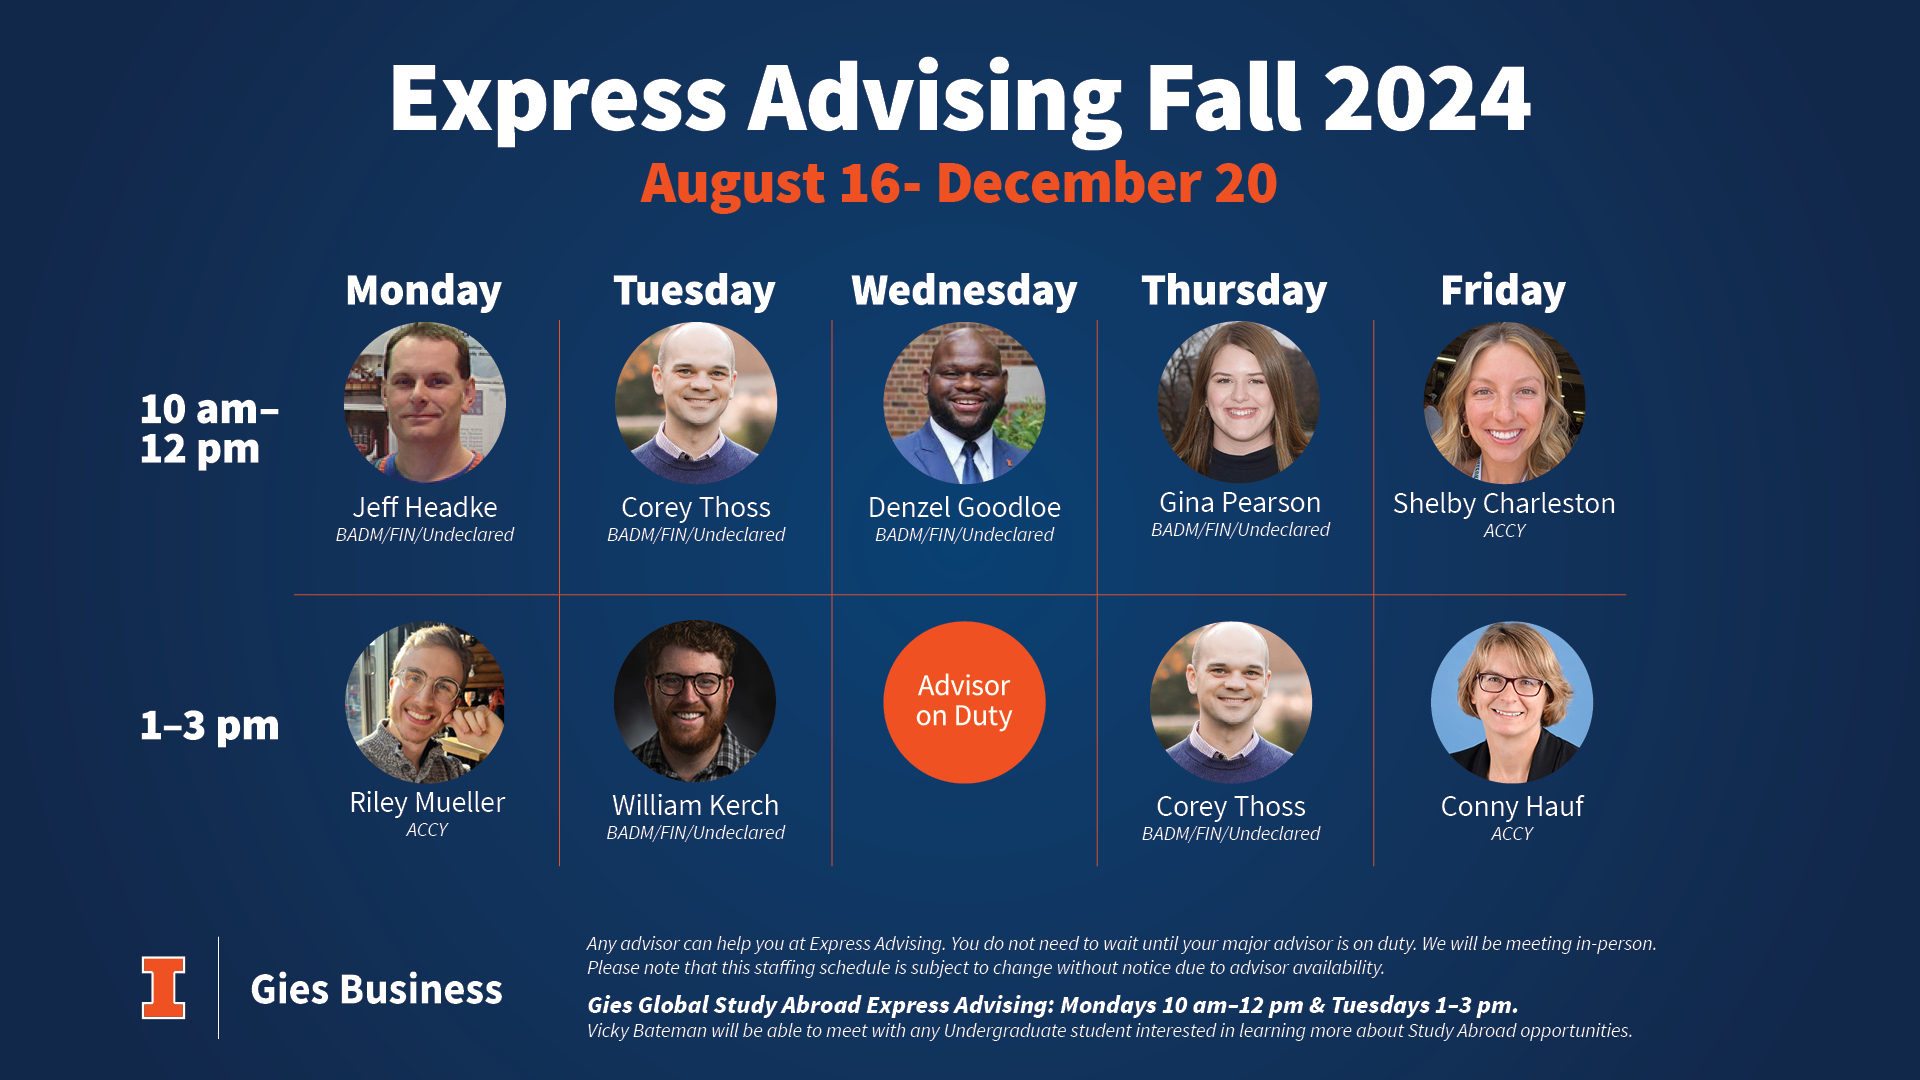 Express Advising Fall 2024
August 16- December 20
Monday
Tuesday
Wednesday
Thursday
Friday
10 am–
12 pm
Jeff Headke
BADM/FIN/Undeclared
Corey Thoss
BADM/FIN/Undeclared
Denzel Goodloe
BADM/FIN/Undeclared
Gina Pearson
BADM/FIN/Undeclared
Shelby Charleston
ACCY
1–3 pm
Riley Mueller
ACCY
William Kerch
BADM/FIN/Undeclared
Advisor
on Duty
Corey Thoss
BADM/FIN/Undeclared
Conny Hauf
ACCY
I
Gies Business
Any advisor can help you at Express Advising. You do not need to wait until your major advisor is on duty. We will be meeting in-person.
Please note that this staffing schedule is subject to change without notice due to advisor availability.
Gies Global Study Abroad Express Advising: Mondays 10 am–12 pm & Tuesdays 1–3 pm.
Vicky Bateman will be able to meet with any Undergraduate student interested in learning more about Study Abroad opportunities.